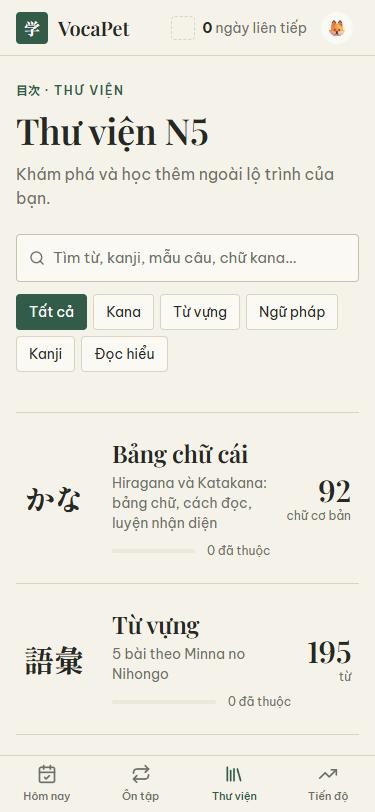 学 VocaPet 0 ngày liên tiếp
目次 · THƯ VIỆN
Thư viện N5
Khám phá và học thêm ngoài lộ trình của
bạn.
Tìm từ, kanji, mẫu câu, chữ kana...
Tất cả Kana Từ vựng Ngữ pháp
Kanji Đọc hiểu
かな
Bảng chữ cái
Hiragana và Katakana:
bảng chữ, cách đọc,
luyện nhận diện
0 đã thuộc
92
chữ cơ bản
語彙
Từ vựng
5 bài theo Minna no
Nihongo
0 đã thuộc
195
từ
Hôm nay Ôn tập Thư viện Tiến độ